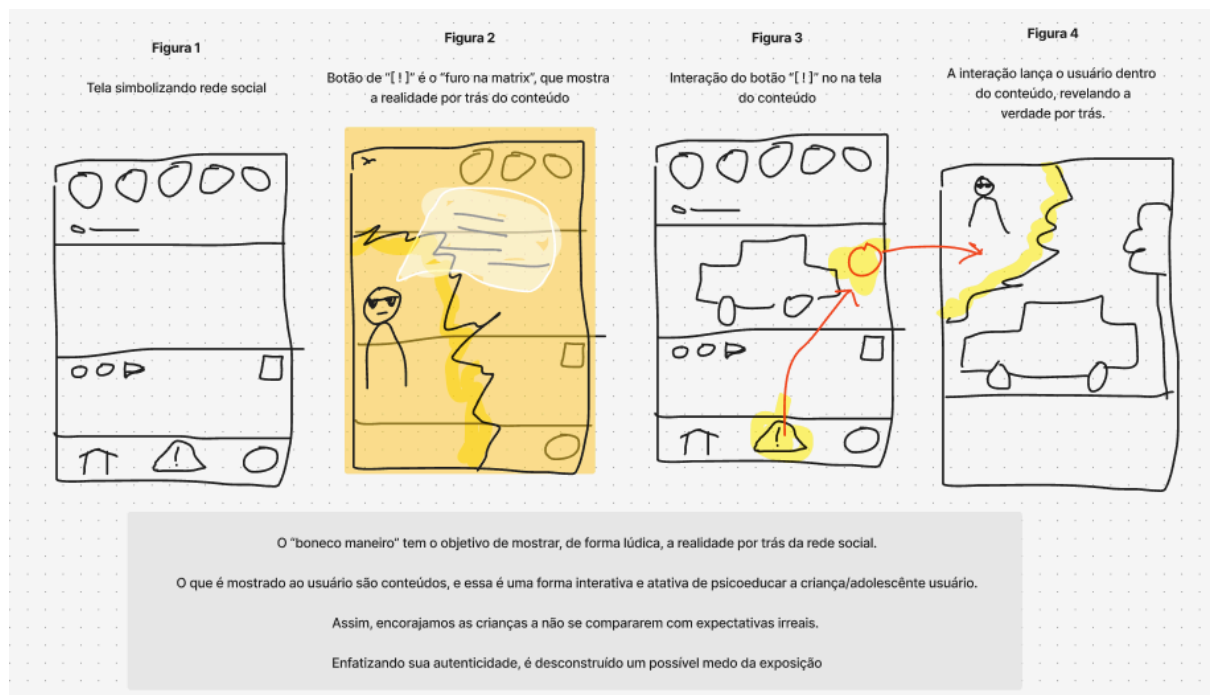 Figura 1
Tela simbolizando rede social
Figura 2
Botão de "[ ! ]" é o "furo na matrix", que mostra
a realidade por trás do conteúdo
Figura 3
Interação do botão "[ ! ]" no na tela
do conteúdo
Figura 4
A interação lança o usuário dentro
do conteúdo, revelando a
verdade por trás.
!
!
O "boneco maneiro" tem o objetivo de mostrar, de forma lúdica, a realidade por trás da rede social.
O que é mostrado ao usuário são conteúdos, e essa é uma forma interativa e atativa de psicoeducar a criança/adolescênte usuário.
Assim, encorajamos as crianças a não se compararem com expectativas irreais.
Enfatizando sua autenticidade, é desconstruído um possível medo da exposição